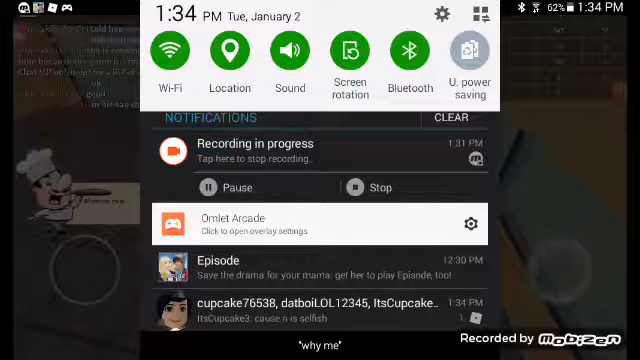 1:34 PM Tue, January 2
62% 1:34 PM
Wi-Fi
Location
Sound
Screen rotation
Bluetooth
U. power saving
NOTIFICATIONS
CLEAR
Recording in progress
1:31 PM
Tap here to stop recording.
Pause
Stop
Omlet Arcade
Click to open overlay settings
Episode
12:30 PM
Save the drama for your mama: get her to play Episode, too!
cupcake76538, datboiLOL12345, ItsCupcake..
1:34 PM
ItsCupcake3: cause n is selfish
1
"why me"
Recorded by MOBIZEN